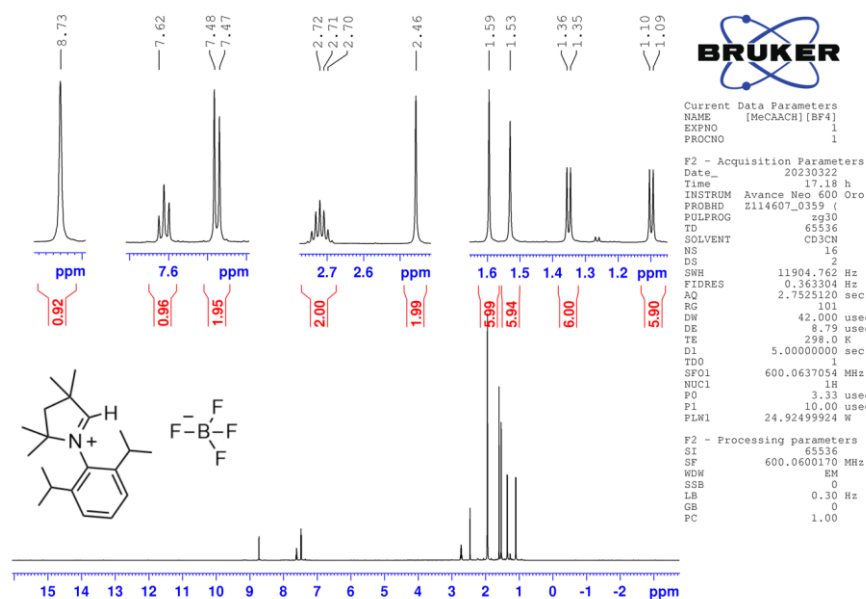 8.73
7.62
7.48
7.47
2.72
2.71
2.70
2.46
1.59
1.53
1.36
1.35
1.10
1.09
BRUKER
ppm
7.6
ppm
2.7
2.6
ppm
1.6
1.5
1.4
1.3
1.2
ppm
0.92
0.96
1.95
2.00
1.99
5.99
5.94
6.00
5.90
H
N
+
F
−
F
B
F
F
15
14
13
12
11
10
9
8
7
6
5
4
3
2
1
0
-1
-2
ppm
Current Data Parameters
NAME [MeCAACH][BF4]
EXPNO 1
PROCNO 1
F2 - Acquisition Parameters
Date_ 20230322
Time 17.18 h
INSTRUM Avance Neo 600 Oro
PROBHD Z114607_0359 (
PULPROG zg30
TD 65536
SOLVENT CD3CN
NS 16
DS 2
SWH 11904.762 Hz
FIDRES 0.363304 Hz
AQ 2.7525120 sec
RG 101
DW 42.000 usec
DE 8.79 usec
TE 298.0 K
D1 5.00000000 sec
TD0 1
SFO1 600.0637054 MHz
NUC1 1H
P0 3.33 usec
P1 10.00 usec
PLW1 24.92499924 W
F2 - Processing parameters
SI 65536
SF 600.0600170 MHz
WDW EM
SSB 0
LB 0.30 Hz
GB 0
PC 1.00